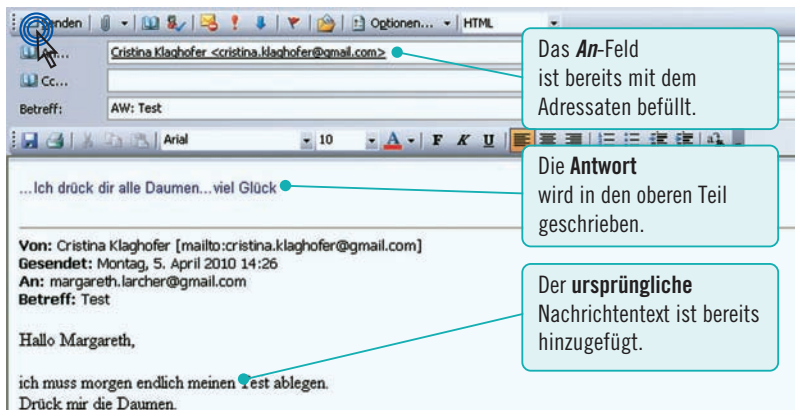 Senden Optionen... HTML
An... Cristina Klaghofer <cristina.klaghofer@gmail.com>
Cc...
Betreff: AW: Test
Arial 10 A F K U
Das An-Feld
ist bereits mit dem
Adressaten befüllt.
...Ich drück dir alle Daumen...viel Glück
Die Antwort
wird in den oberen Teil
geschrieben.
Von: Cristina Klaghofer [mailto:cristina.klaghofer@gmail.com]
Gesendet: Montag, 5. April 2010 14:26
An: margareth.larcher@gmail.com
Betreff: Test
Der ursprüngliche
Nachrichtentext ist bereits
hinzugefügt.
Hallo Margareth,
ich muss morgen endlich meinen Test ablegen.
Drück mir die Daumen.